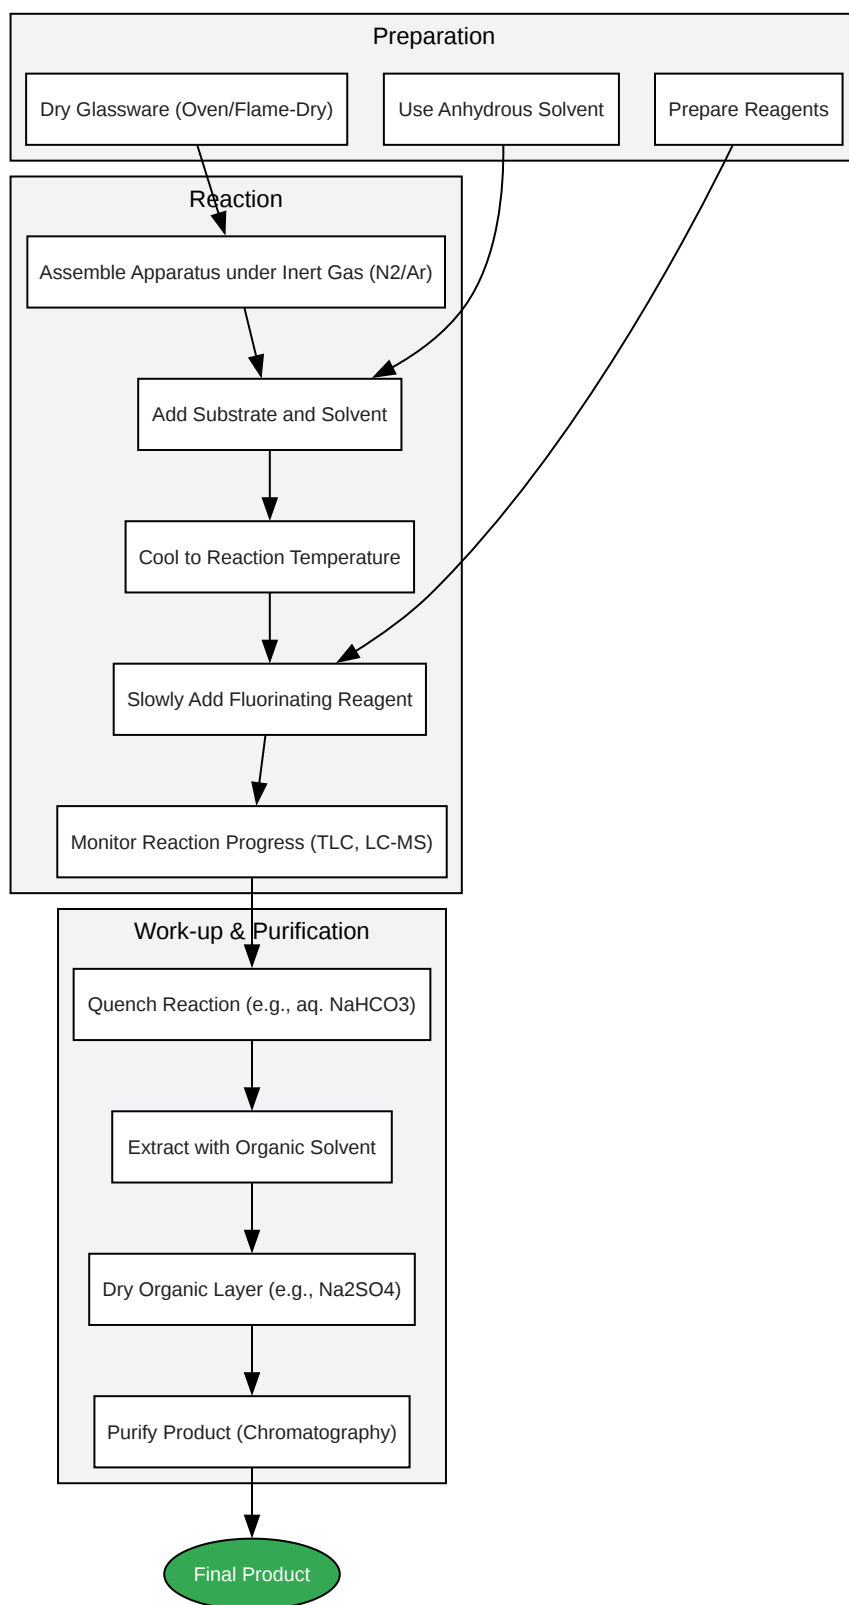 Preparation
Dry Glassware (Oven/Flame-Dry)
Use Anhydrous Solvent
Prepare Reagents
Reaction
Assemble Apparatus under Inert Gas (N2/Ar)
Add Substrate and Solvent
Cool to Reaction Temperature
Slowly Add Fluorinating Reagent
Monitor Reaction Progress (TLC, LC-MS)
Work-up & Purification
Quench Reaction (e.g., aq. NaHCO3)
Extract with Organic Solvent
Dry Organic Layer (e.g., Na2SO4)
Purify Product (Chromatography)
Final Product